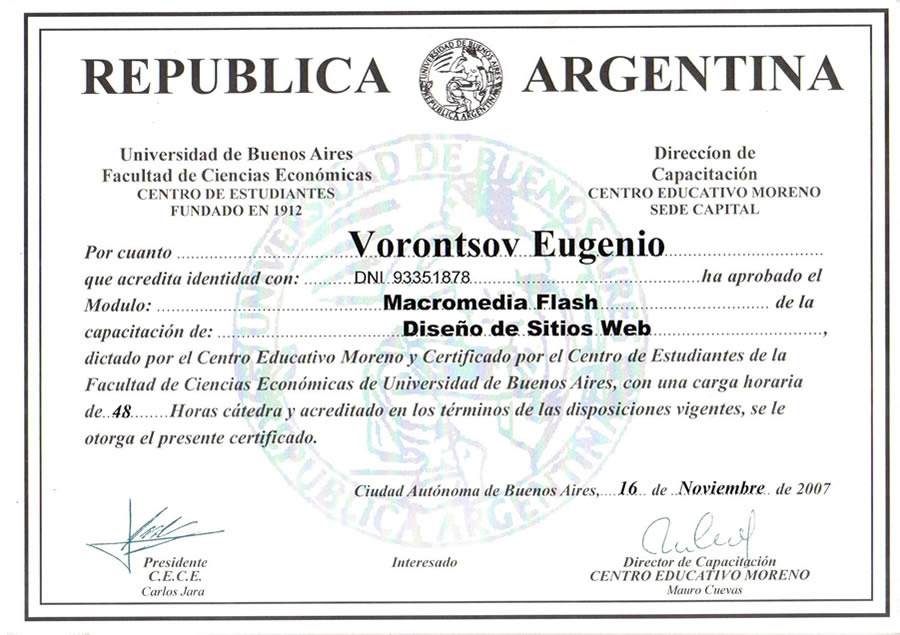 REPUBLICA ARGENTINA
UNIVERSIDAD DE BUENOS AIRES
REPUBLICA ARGENTINA
Universidad de Buenos Aires
Facultad de Ciencias Económicas
CENTRO DE ESTUDIANTES
FUNDADO EN 1912
Direccíon de
Capacitación
CENTRO EDUCATIVO MORENO
SEDE CAPITAL
UNIVERSIDAD DE BUENOS AIRES
REPUBLICA ARGENTINA
Por cuanto Vorontsov Eugenio
que acredita identidad con: DNI 93351878 ha aprobado el
Modulo: Macromedia Flash de la
capacitación de: Diseño de Sitios Web,
dictado por el Centro Educativo Moreno y Certificado por el Centro de Estudiantes de la
Facultad de Ciencias Económicas de Universidad de Buenos Aires, con una carga horaria
de 48 Horas cátedra y acreditado en los términos de las disposiciones vigentes, se le
otorga el presente certificado.
Ciudad Autónoma de Buenos Aires, 16 de Noviembre de 2007
Presidente
C.E.C.E.
Carlos Jara
Interesado
Director de Capacitación
CENTRO EDUCATIVO MORENO
Mauro Cuevas